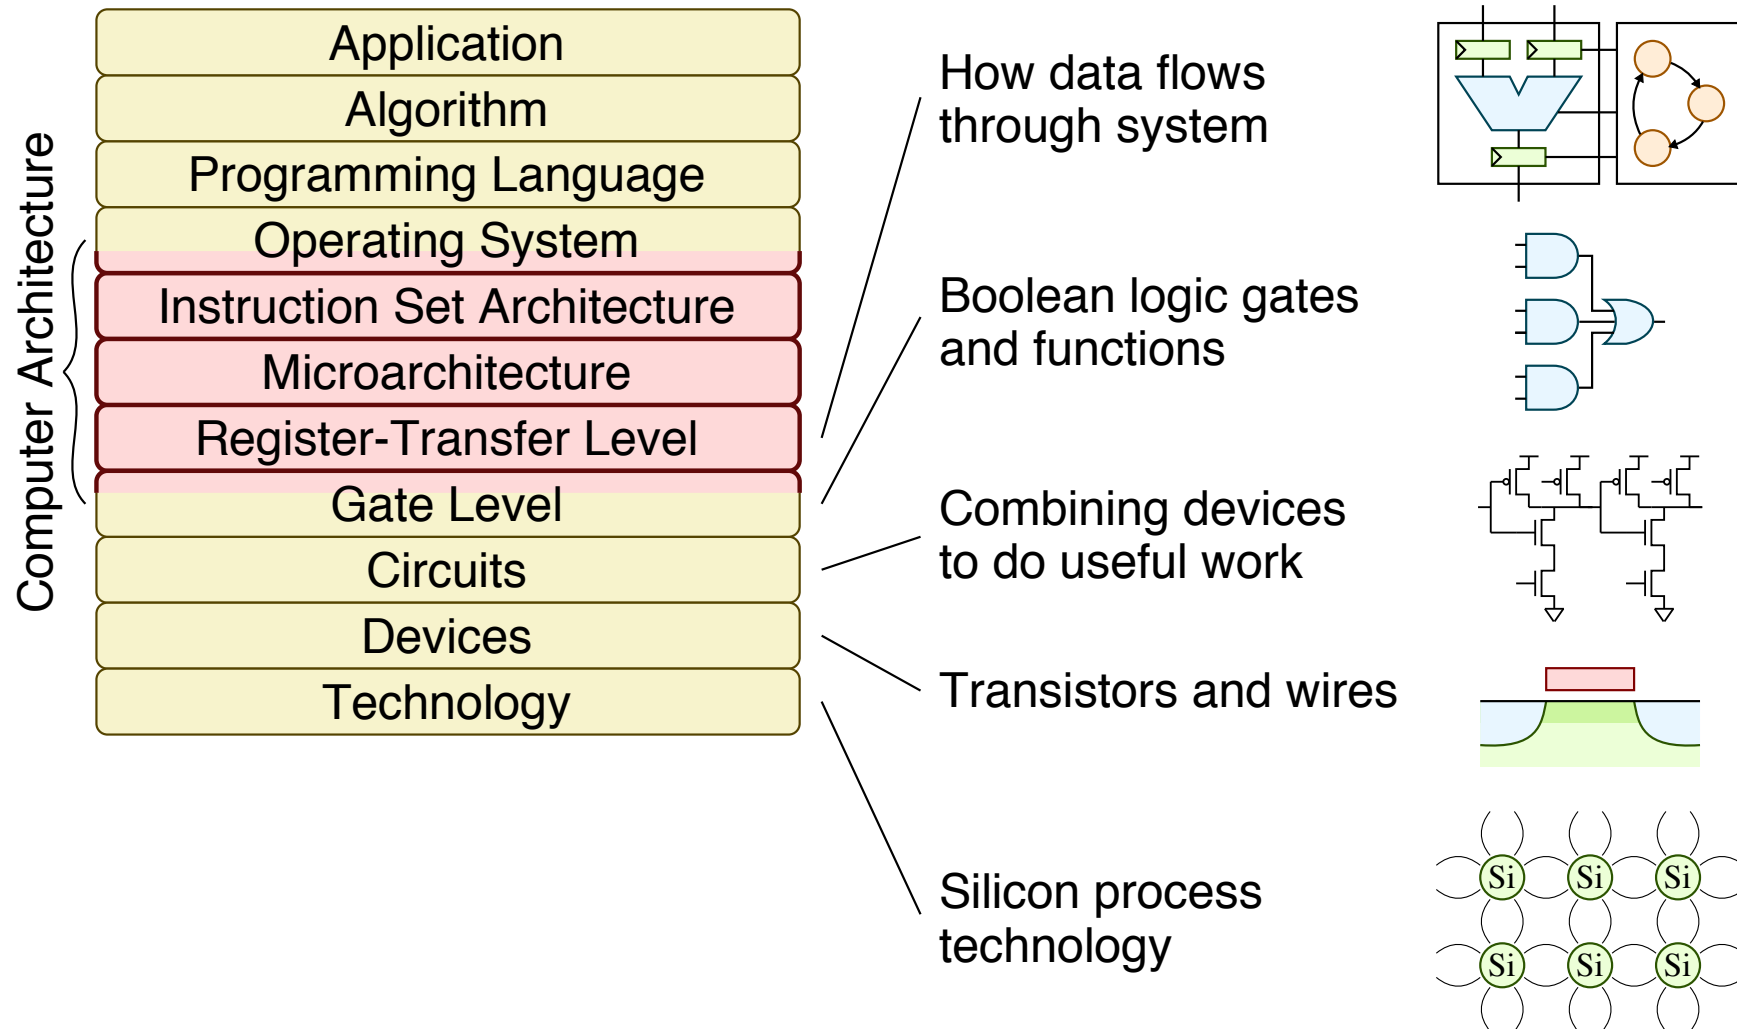 Computer Architecture
Application
Algorithm
Programming Language
Operating System
Instruction Set Architecture
Microarchitecture
Register-Transfer Level
Gate Level
Circuits
Devices
Technology
How data flows
through system
Boolean logic gates
and functions
Combining devices
to do useful work
Transistors and wires
Silicon process
technology
Si Si Si
Si Si Si